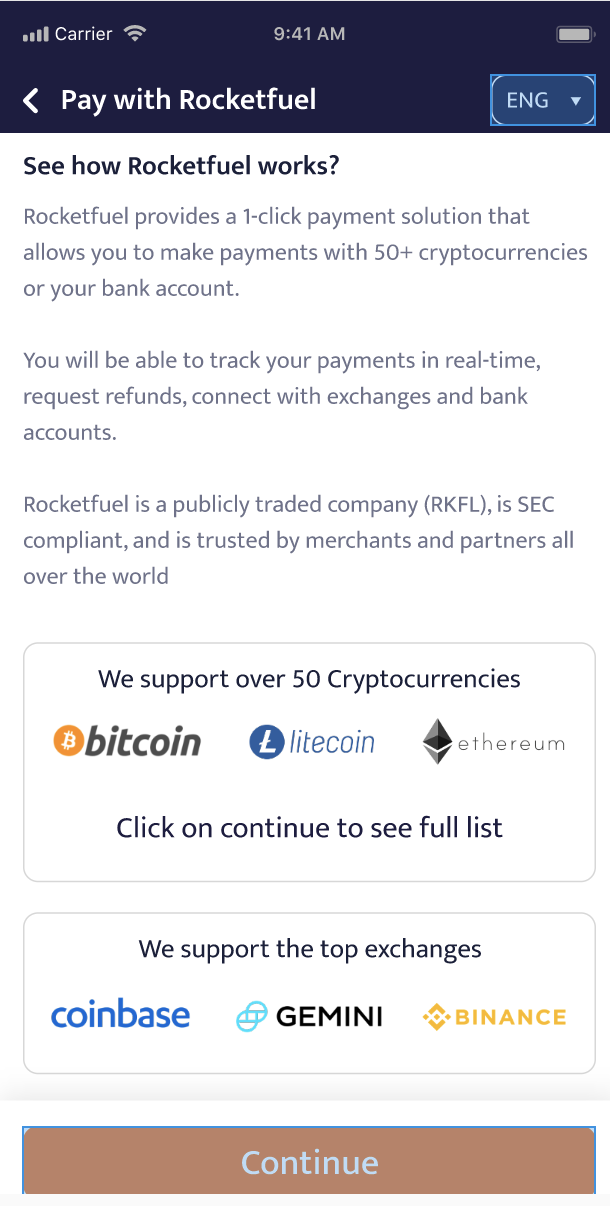 Carrier 9:41 AM
Pay with Rocketfuel ENG
See how Rocketfuel works?
Rocketfuel provides a 1-click payment solution that
allows you to make payments with 50+ cryptocurrencies
or your bank account.
You will be able to track your payments in real-time,
request refunds, connect with exchanges and bank
accounts.
Rocketfuel is a publicly traded company (RKFL), is SEC
compliant, and is trusted by merchants and partners all
over the world
We support over 50 Cryptocurrencies
bitcoin litecoin ethereum
Click on continue to see full list
We support the top exchanges
coinbase GEMINI BINANCE
Continue